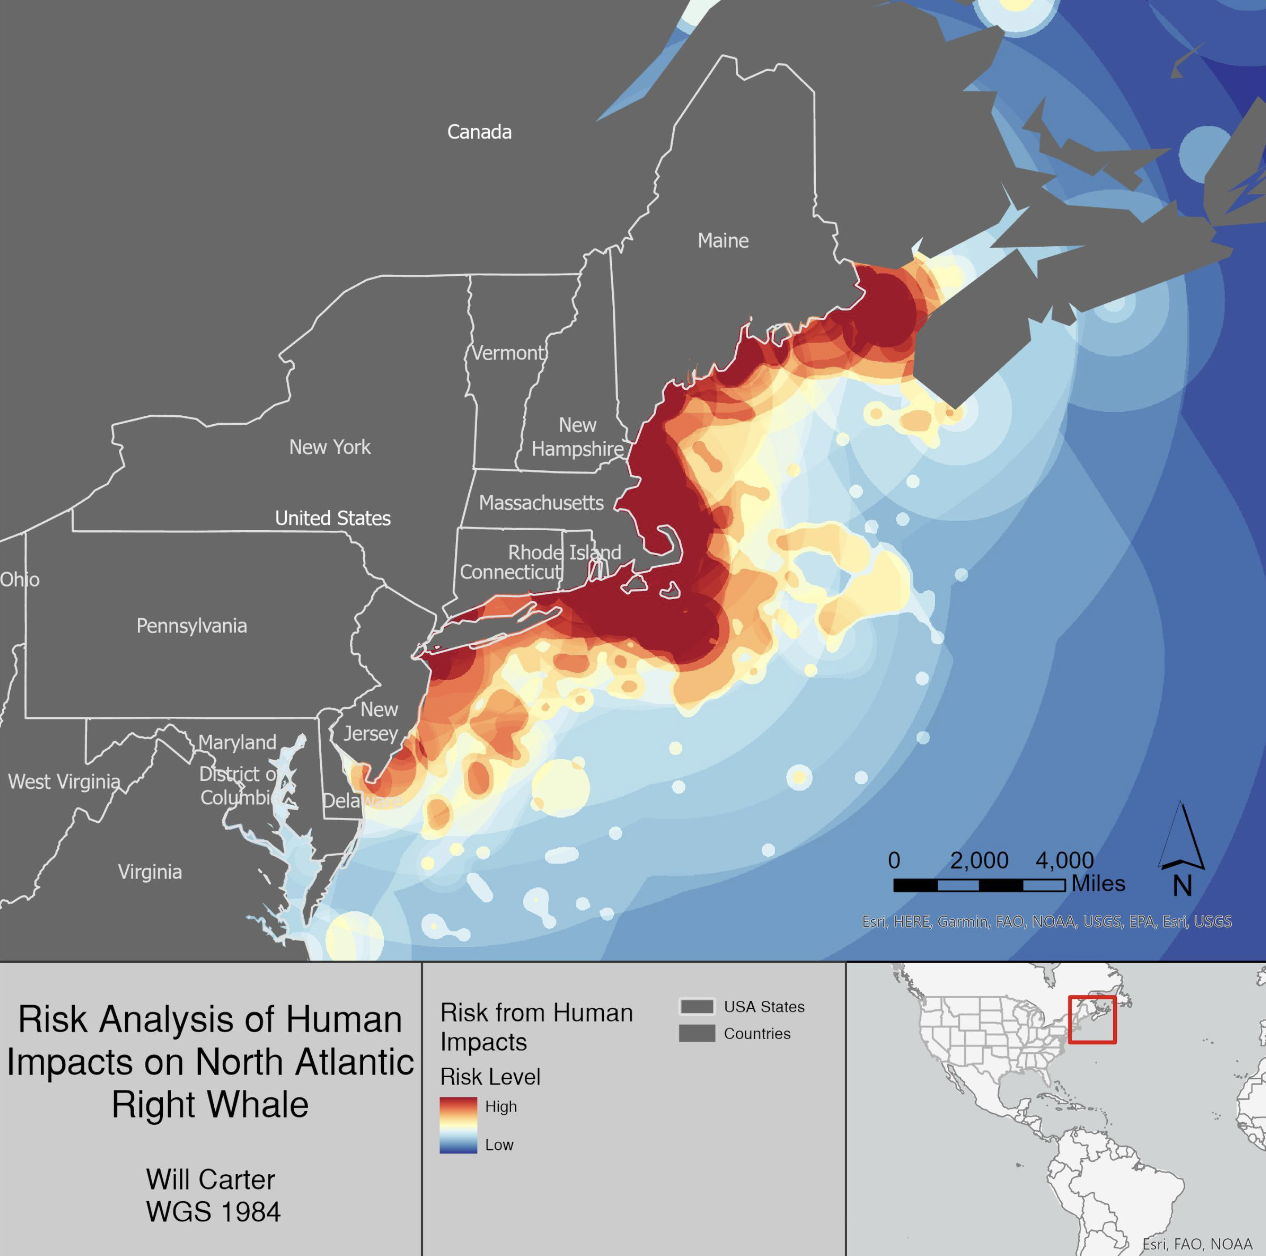 Canada
Maine
Vermont
New
Hampshire
New York
Massachusetts
United States
Rhode Island
Connecticut
Ohio
Pennsylvania
New
Jersey
Maryland
West Virginia
District of
Columbia
Delaware
Virginia
0 2,000 4,000
Miles
N
Esri, HERE, Garmin, FAO, NOAA, USGS, EPA, Esri, USGS
Risk Analysis of Human
Impacts on North Atlantic
Right Whale
Will Carter
WGS 1984
Risk from Human
Impacts
Risk Level
High
Low
USA States
Countries
Esri, FAO, NOAA